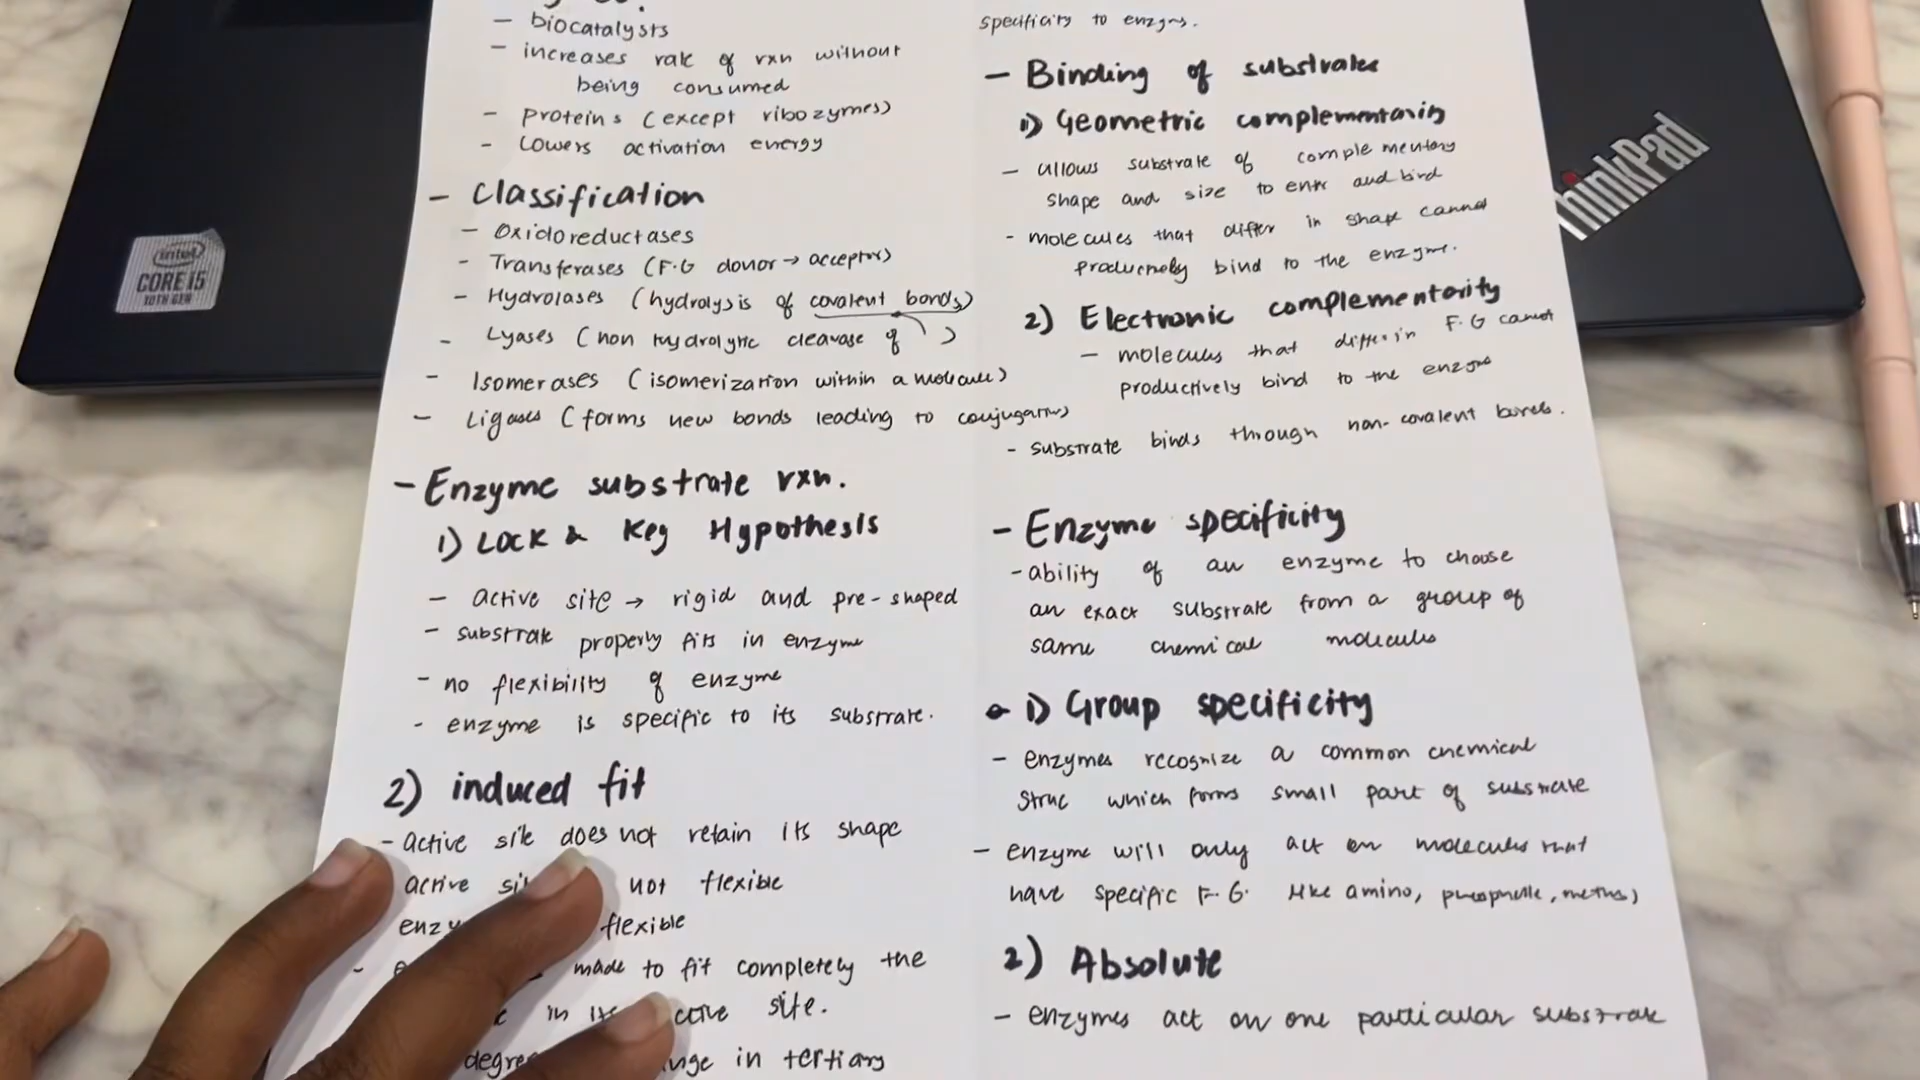 - biocatalysts
- increases rate of rxn without
being consumed
- Proteins (except ribozymes)
- Lowers activation energy
- Classification
- Oxidoreductases
- Transferases (F.G donor → acceptor)
- Hydrolases (hydrolysis of covalent bonds)
- Lyases (non hydrolytic cleavage of )
- Isomerases (isomerization within a molecule)
- Ligases (forms new bonds leading to conjugation)
- Enzyme substrate rxn.
1) Lock & Key Hypothesis
- active site → rigid and pre-shaped
- substrate properly fits in enzyme
- no flexibility of enzyme
- enzyme is specific to its substrate.
2) induced fit
- active site does not retain its shape
active not flexible
flexible
- made to fit completely the
in site.
in tertiary
specificity to enzyms.
- Binding of substrates
1) Geometric complementarity
- allows substrate of complementary
shape and size to enter and bind
- molecules that differ in shape cannot
productively bind to the enzyme.
2) Electronic complementarity
- molecules that differ in F.G cannot
productively bind to the enzyme
- substrate binds through non-covalent bonds.
- Enzyme specificity
- ability of an enzyme to choose
an exact substrate from a group of
same chemical molecules
1) Group specificity
- enzymes recognize a common chemical
struc which forms small part of substrate
- enzyme will only act on molecules that
have specific F.G. like amino, phosphate,
2) Absolute
- enzymes act on one particular substrate
intel
CORE i5
10TH GEN
ThinkPad